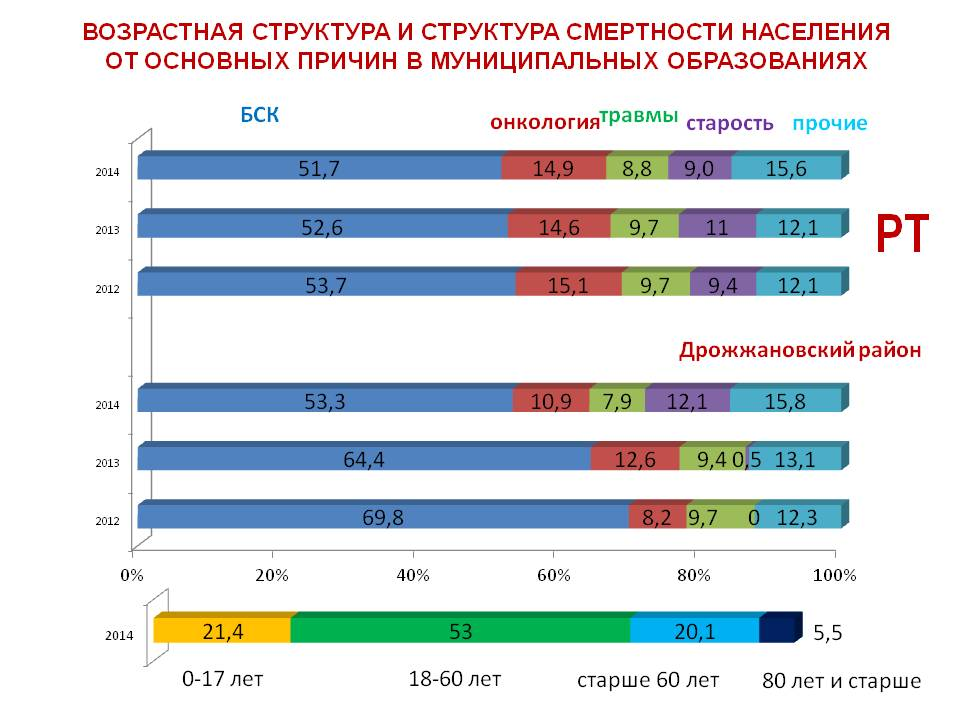 ВОЗРАСТНАЯ СТРУКТУРА И СТРУКТУРА СМЕРТНОСТИ НАСЕЛЕНИЯ
ОТ ОСНОВНЫХ ПРИЧИН В МУНИЦИПАЛЬНЫХ ОБРАЗОВАНИЯХ
БСК онкология травмы старость прочие
2014 51,7 14,9 8,8 9,0 15,6
2013 52,6 14,6 9,7 11 12,1
РТ
2012 53,7 15,1 9,7 9,4 12,1
Дрожжановский район
2014 53,3 10,9 7,9 12,1 15,8
2013 64,4 12,6 9,4 0,5 13,1
2012 69,8 8,2 9,7 0 12,3
0% 20% 40% 60% 80% 100%
2014 21,4 53 20,1 5,5
0-17 лет 18-60 лет старше 60 лет 80 лет и старше